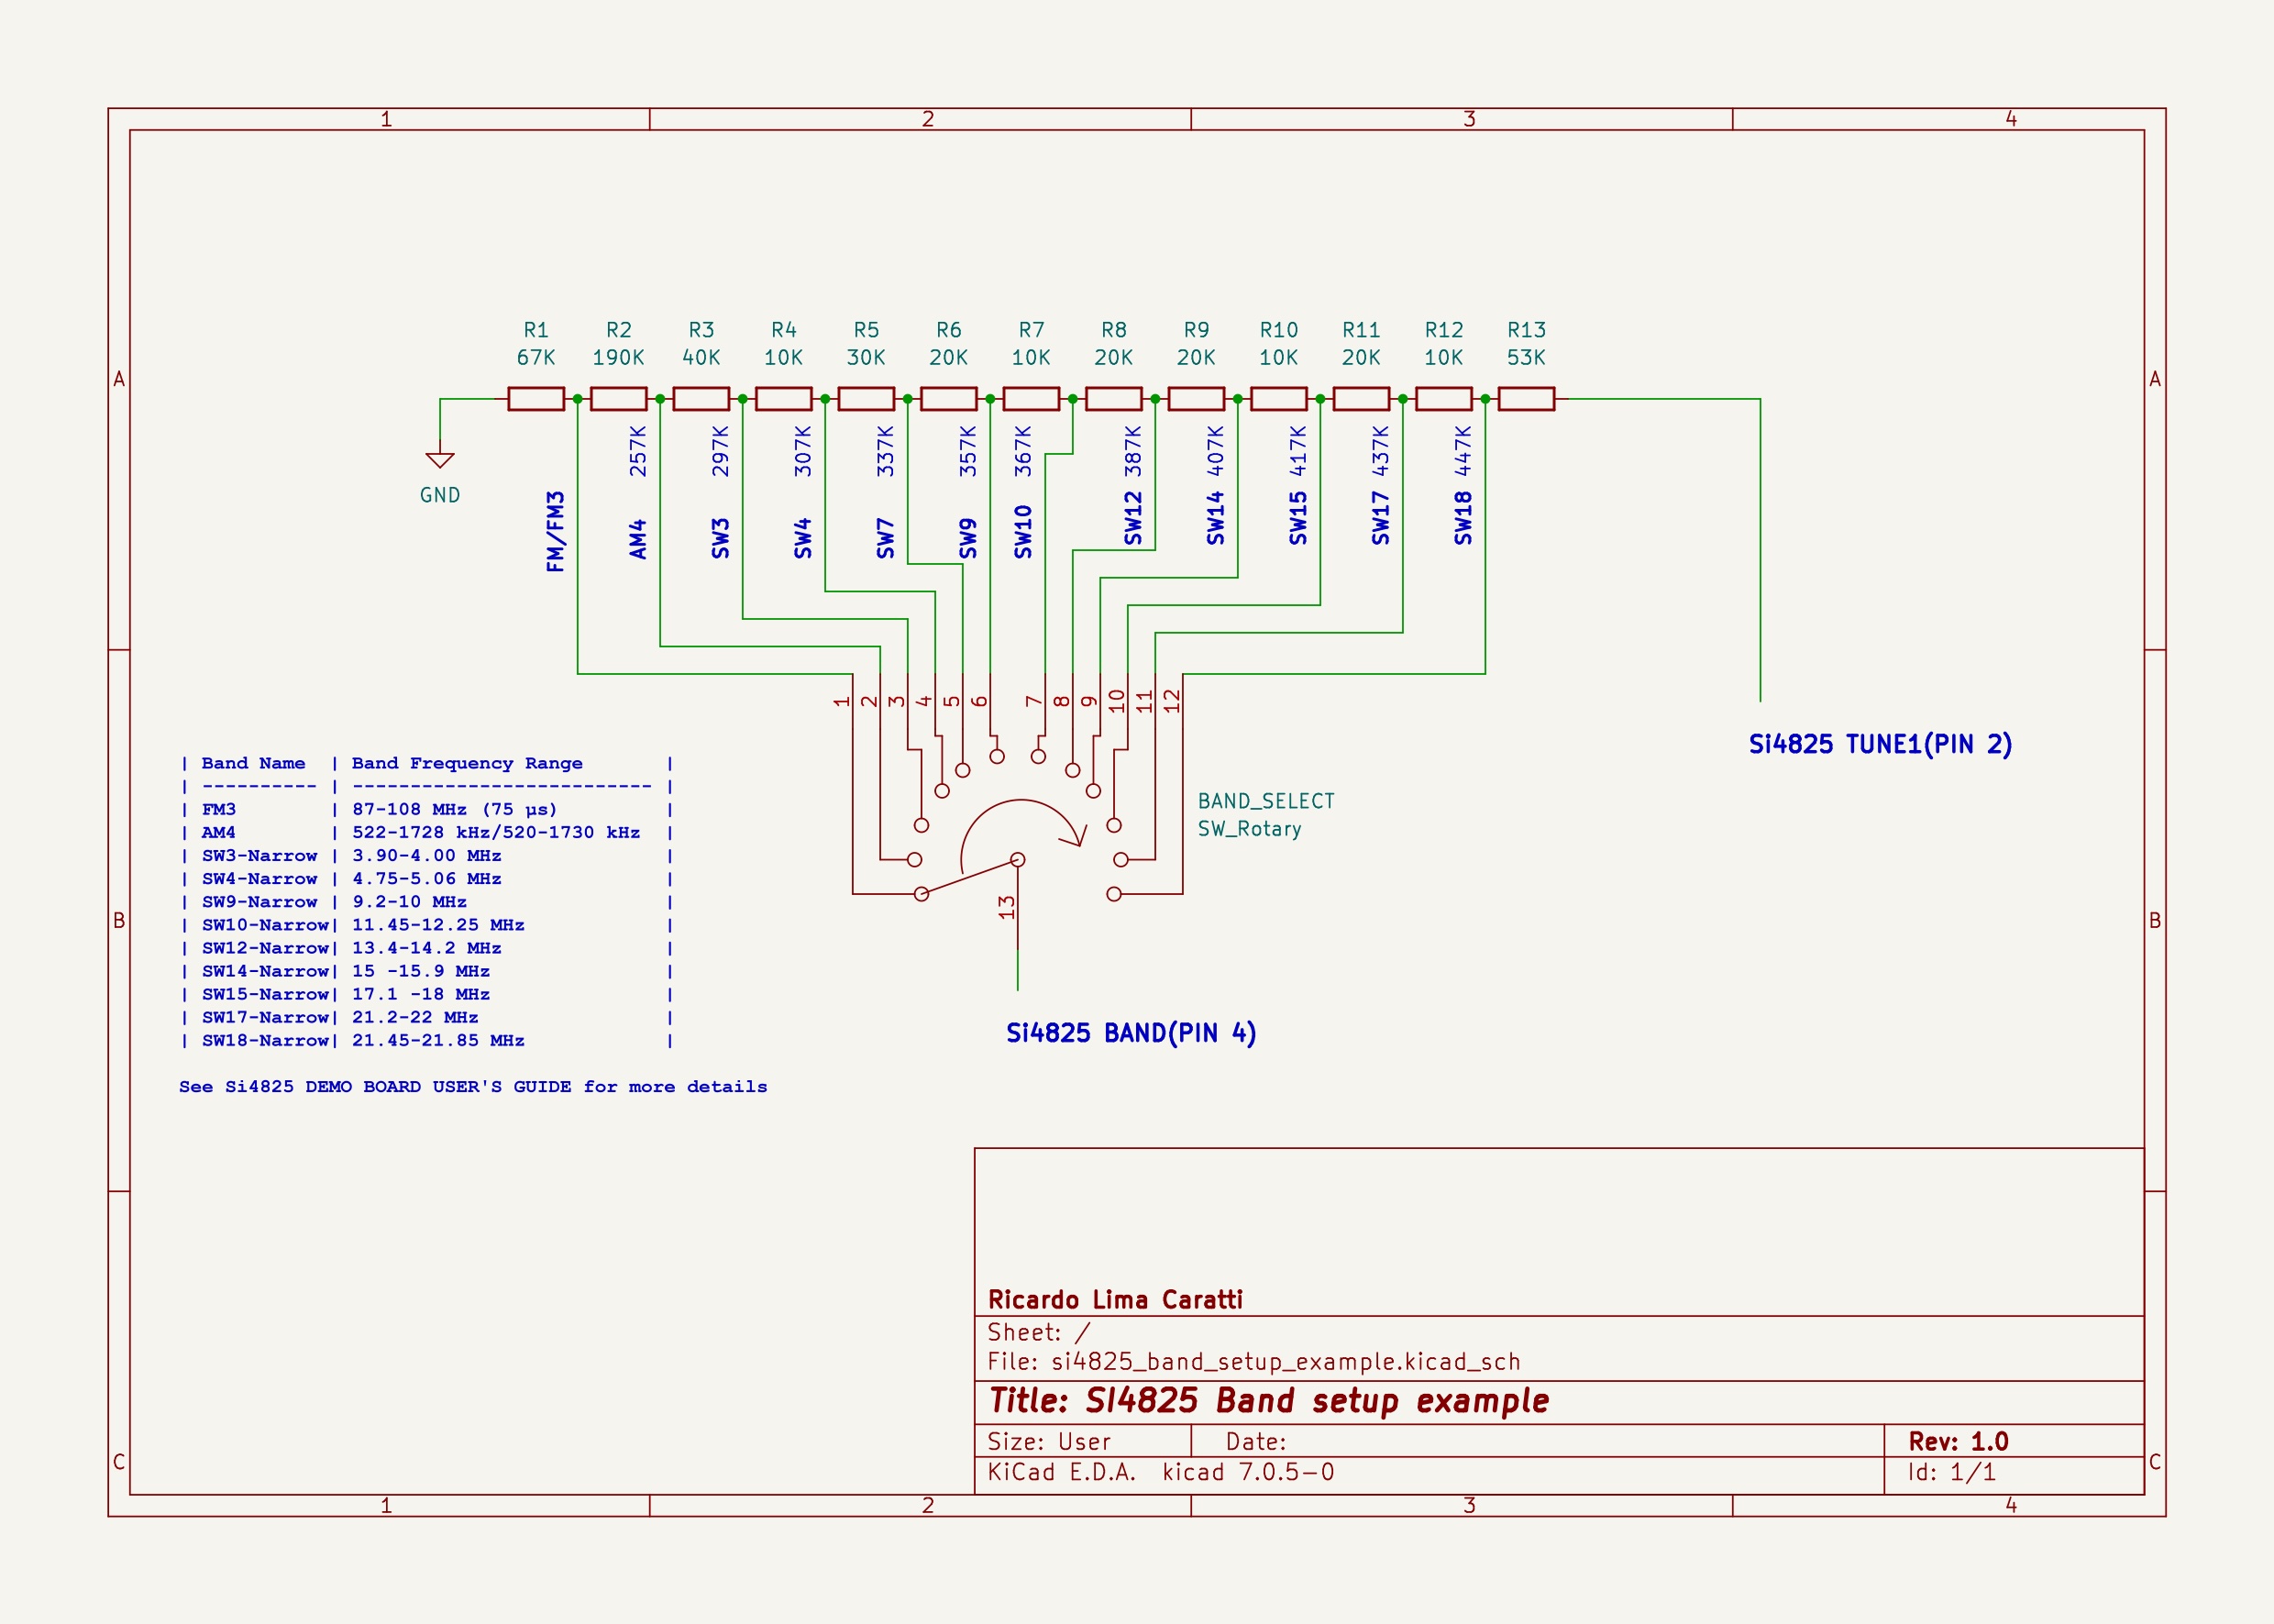 1 2 3 4
R1 R2 R3 R4 R5 R6 R7 R8 R9 R10 R11 R12 R13
67K 190K 40K 10K 30K 20K 10K 20K 20K 10K 20K 10K 53K
A A
257K 297K 307K 337K 357K 367K 387K 407K 417K 437K 447K
GND
FM/FM3 AM4 SW3 SW4 SW7 SW9 SW10 SW12 SW14 SW15 SW17 SW18
1 2 3 4 5 6 7 8 9 10 11 12
Si4825 TUNE1(PIN 2)
| Band Name | Band Frequency Range |
| ---------- | -------------------------- |
| FM3 | 87-108 MHz (75 µs) |
| AM4 | 522-1728 kHz/520-1730 kHz |
| SW3-Narrow | 3.90-4.00 MHz |
| SW4-Narrow | 4.75-5.06 MHz |
| SW9-Narrow | 9.2-10 MHz |
| SW10-Narrow| 11.45-12.25 MHz |
| SW12-Narrow| 13.4-14.2 MHz |
| SW14-Narrow| 15 -15.9 MHz |
| SW15-Narrow| 17.1 -18 MHz |
| SW17-Narrow| 21.2-22 MHz |
| SW18-Narrow| 21.45-21.85 MHz |
See Si4825 DEMO BOARD USER'S GUIDE for more details
BAND_SELECT
SW_Rotary
13
B B
Si4825 BAND(PIN 4)
Ricardo Lima Caratti
Sheet: /
File: si4825_band_setup_example.kicad_sch
Title: SI4825 Band setup example
Size: User Date: Rev: 1.0
KiCad E.D.A. kicad 7.0.5-0 Id: 1/1
C C
1 2 3 4